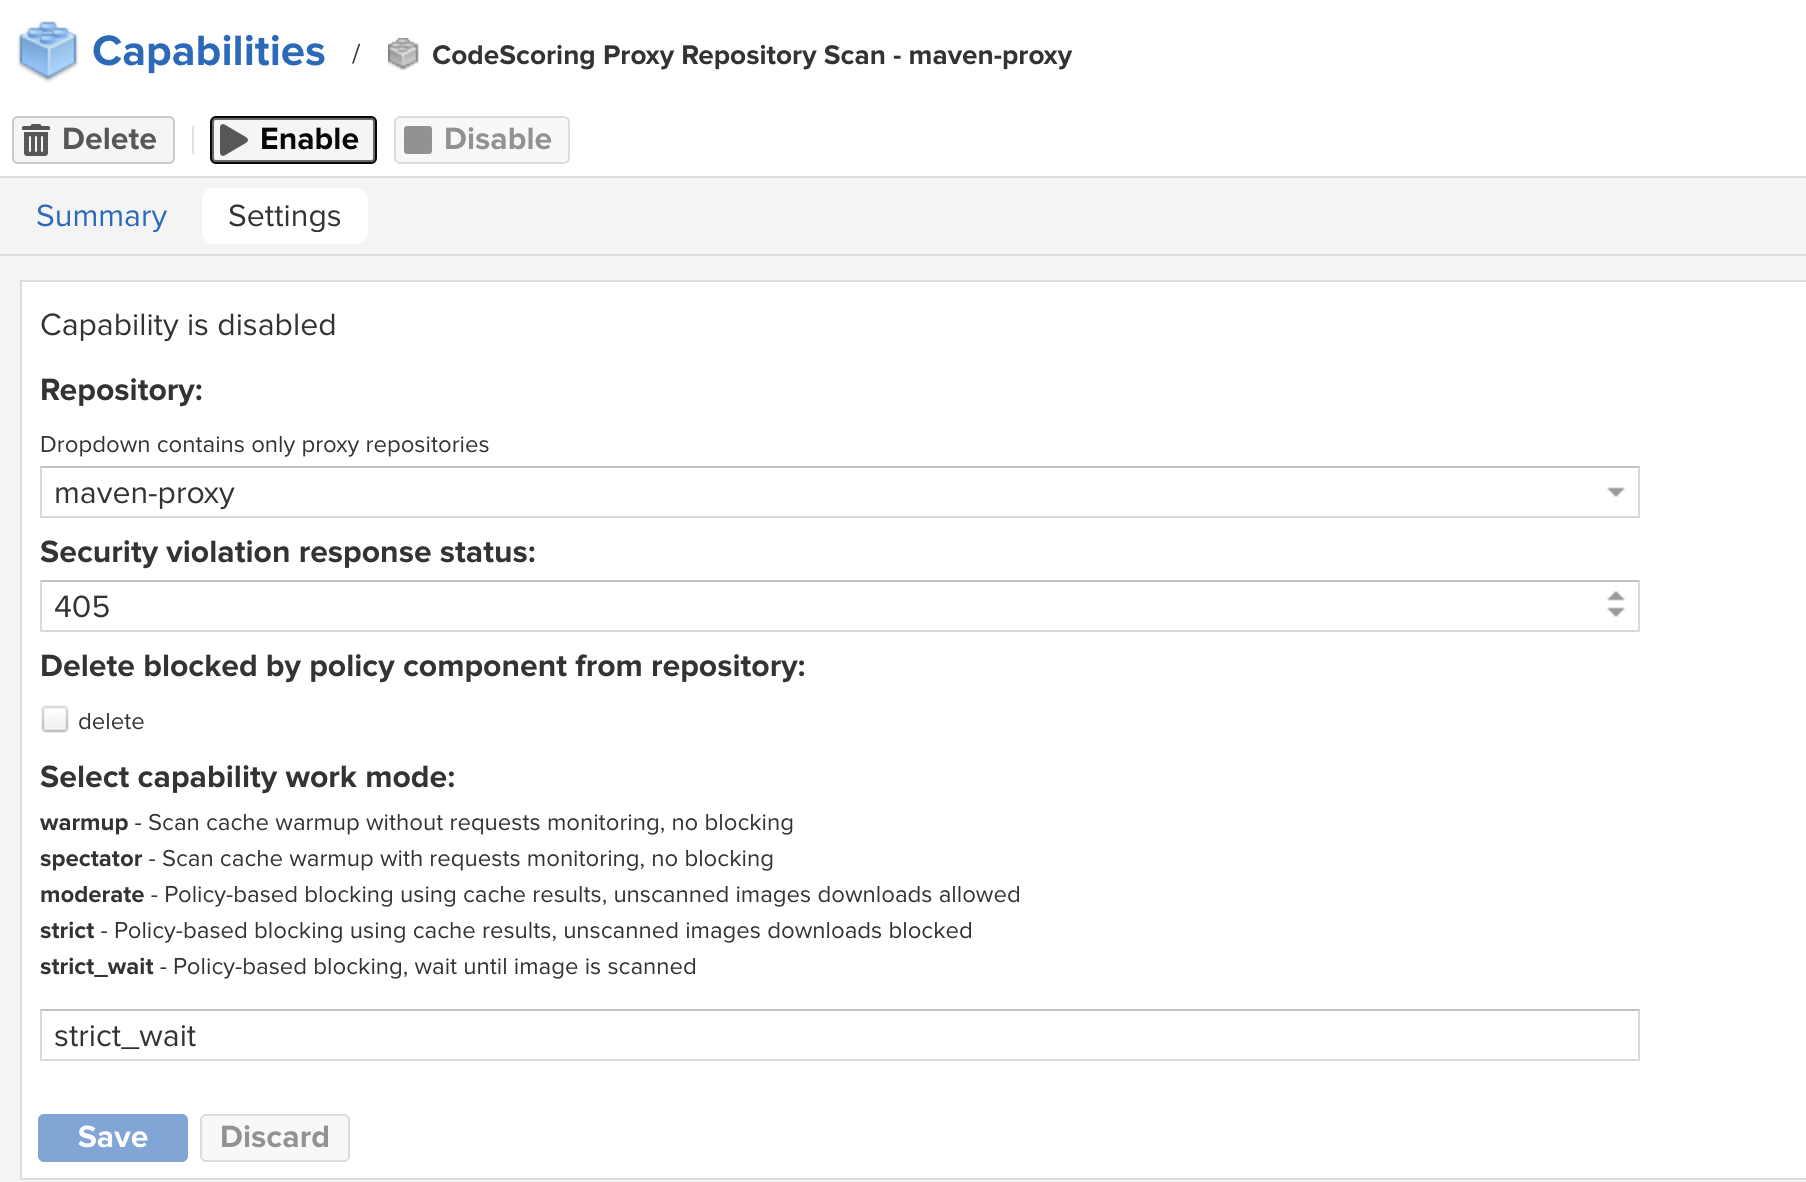 Capabilities / CodeScoring Proxy Repository Scan - maven-proxy
Delete Enable Disable
Summary Settings
Capability is disabled
Repository:
Dropdown contains only proxy repositories
maven-proxy
Security violation response status:
405
Delete blocked by policy component from repository:
delete
Select capability work mode:
warmup - Scan cache warmup without requests monitoring, no blocking
spectator - Scan cache warmup with requests monitoring, no blocking
moderate - Policy-based blocking using cache results, unscanned images downloads allowed
strict - Policy-based blocking using cache results, unscanned images downloads blocked
strict_wait - Policy-based blocking, wait until image is scanned
strict_wait
Save Discard